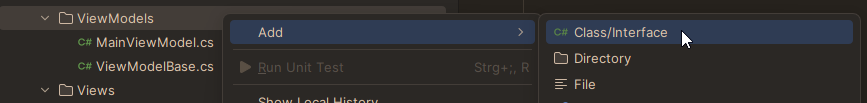 ViewModels
C# MainViewModel.cs
C# ViewModelBase.cs
Views
Add
Run Unit Test Strg+;, R
Show Local History
C# Class/Interface
Directory
File